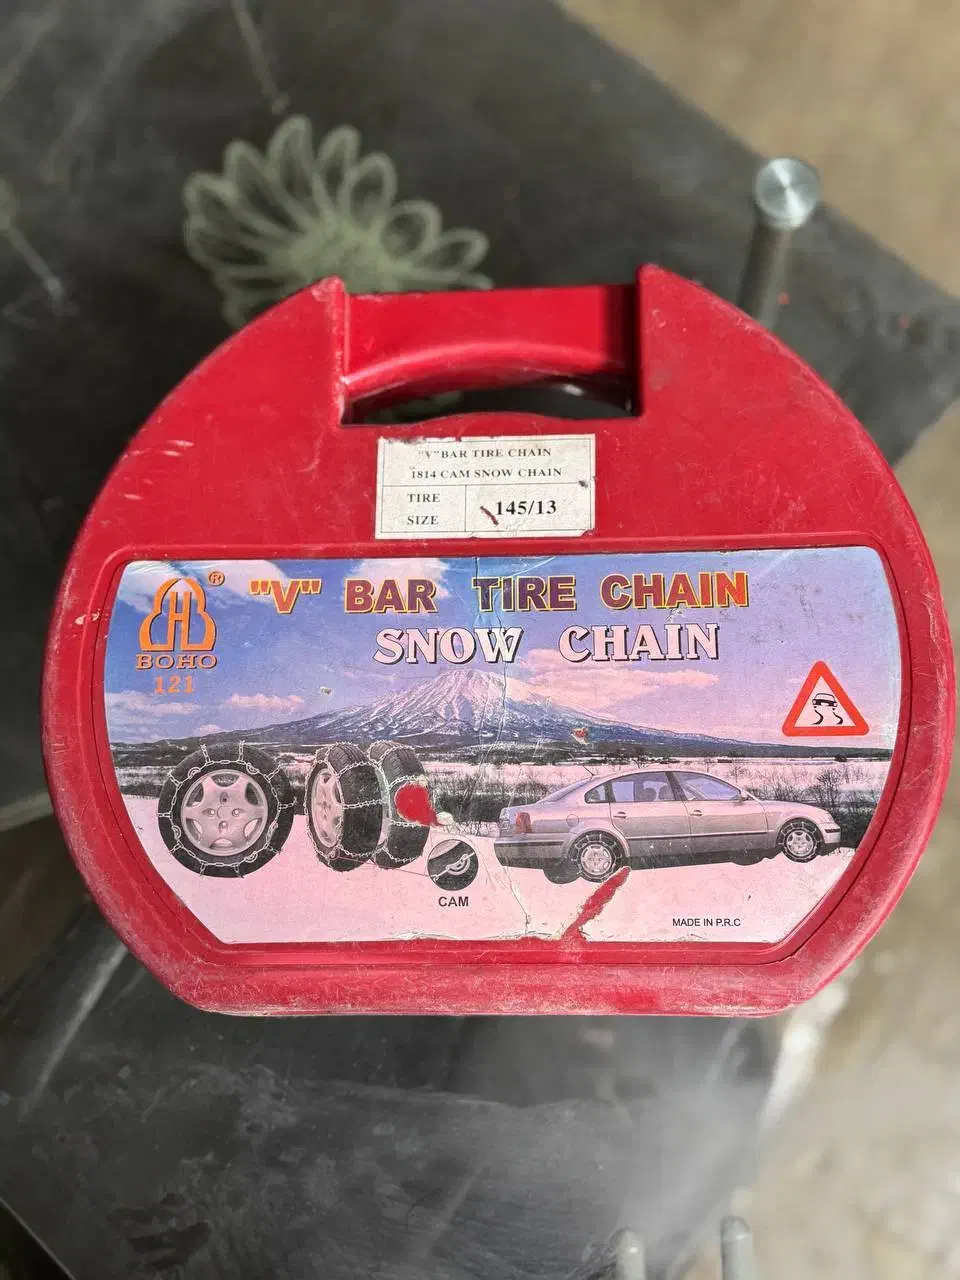 "V"BAR TIRE CHAIN
1814 CAM SNOW CHAIN
TIRE SIZE
145/13
®
BOHO
121
"V" BAR TIRE CHAIN
SNOW CHAIN
CAM
MADE IN P.R.C